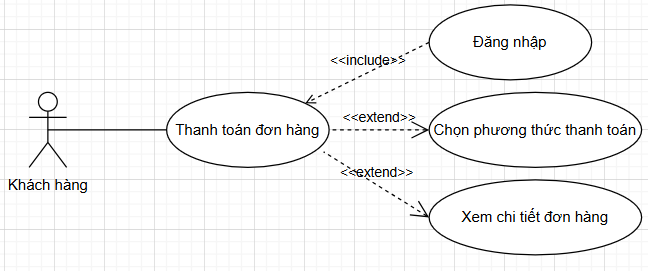 Đăng nhập
<<include>>
Thanh toán đơn hàng
<<extend>>
Chọn phương thức thanh toán
<<extend>>
Khách hàng
Xem chi tiết đơn hàng